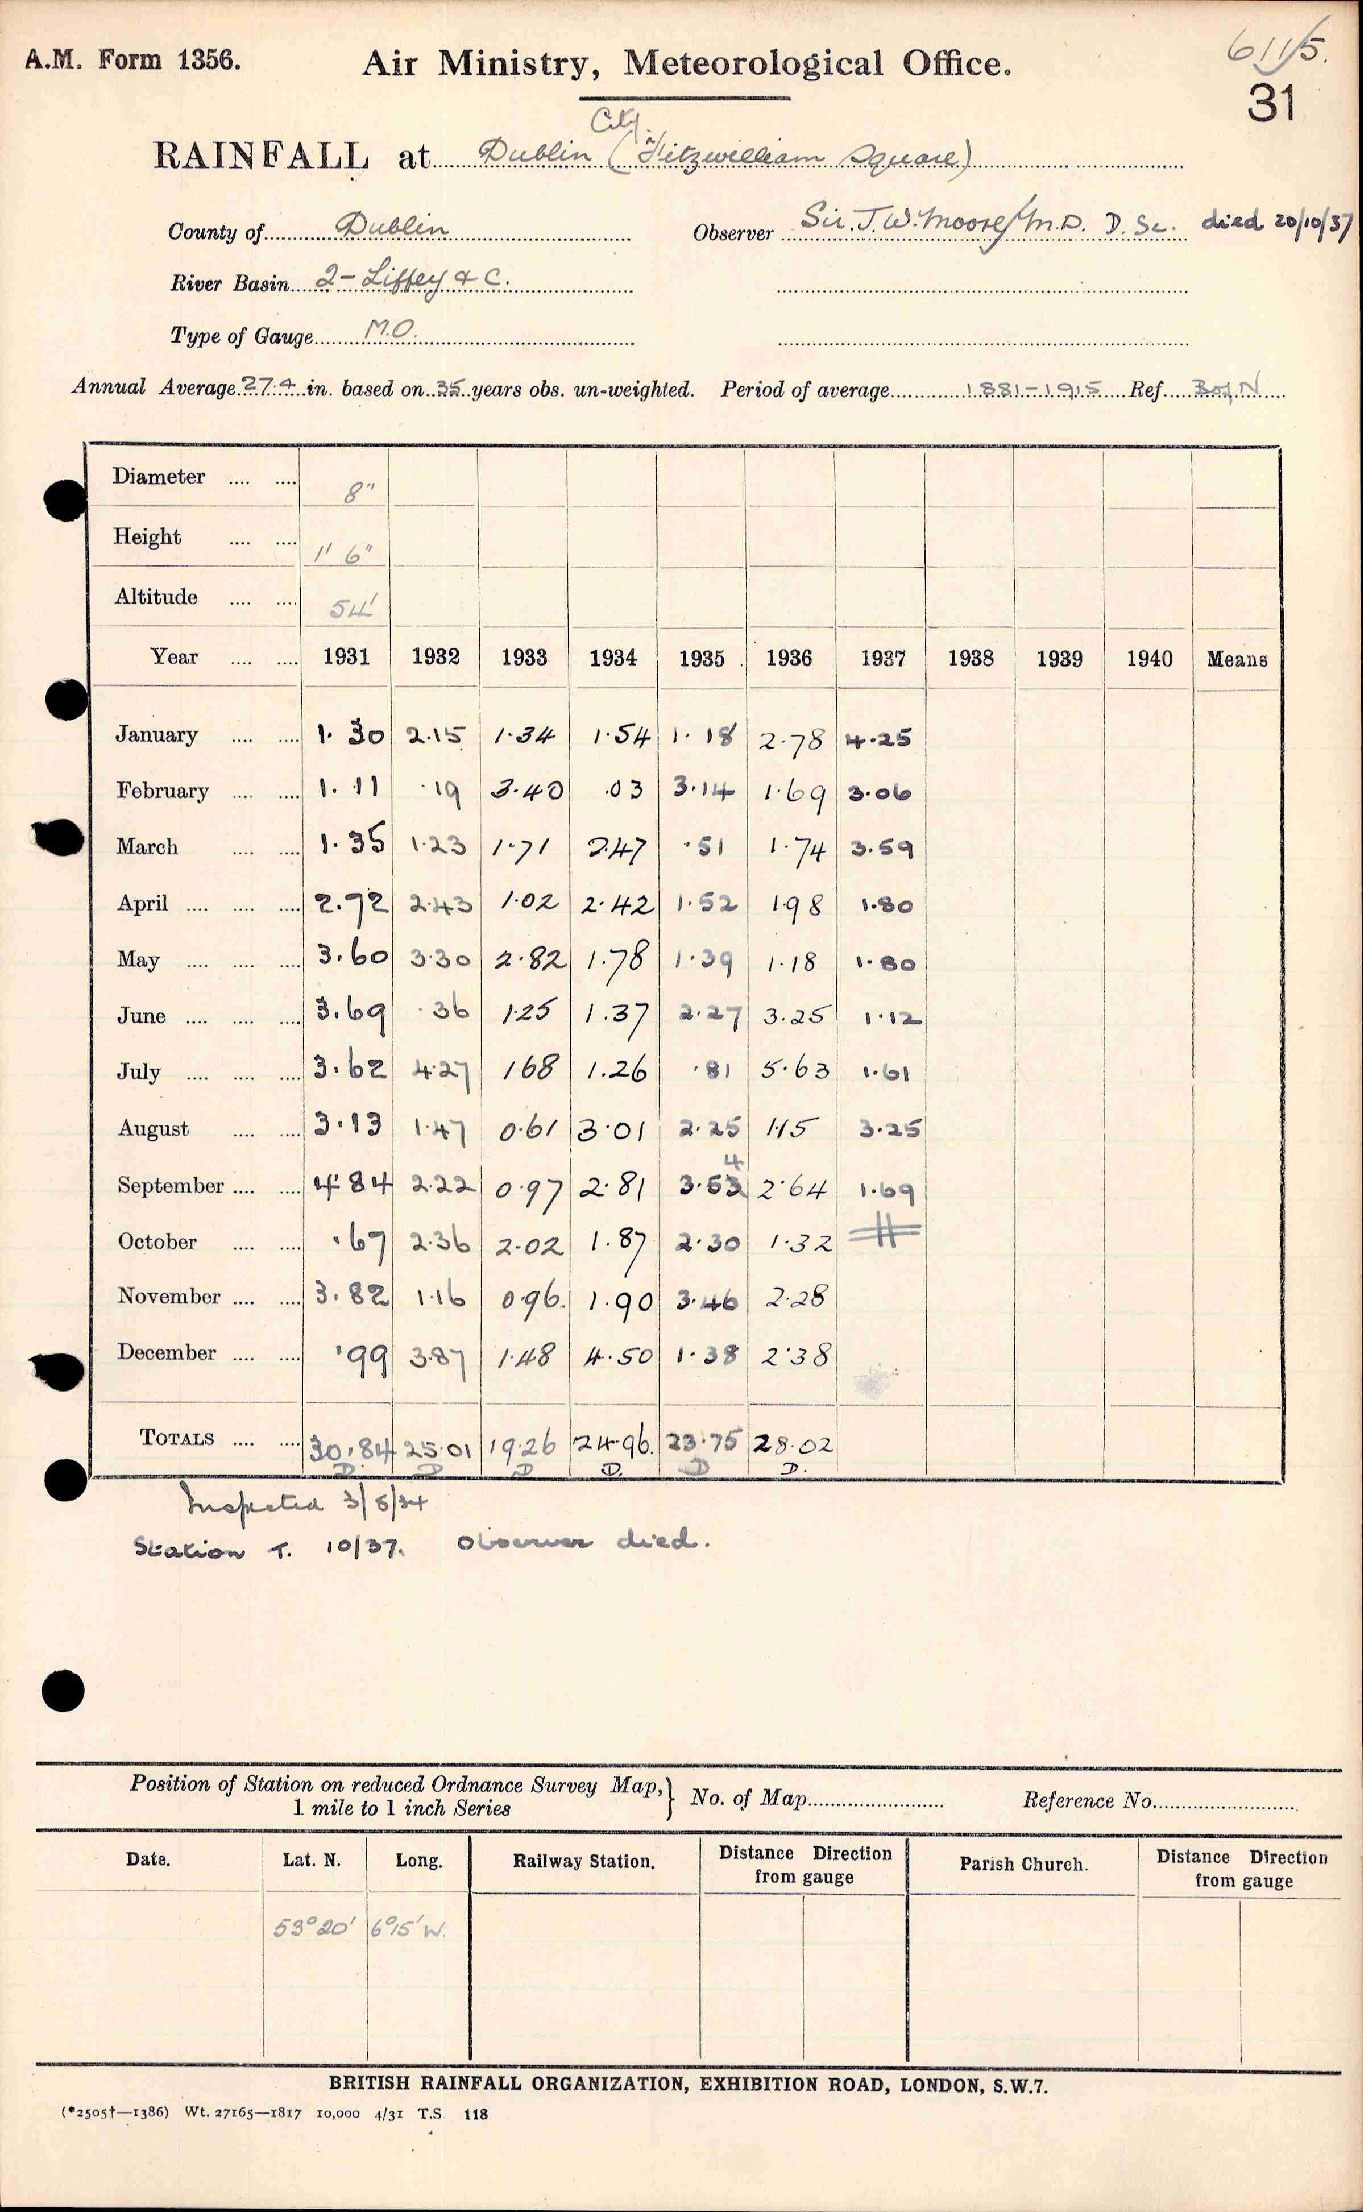 611/5.
A.M. Form 1356. Air Ministry, Meteorological Office. 31
City
RAINFALL at Dublin (Fitzwilliam Square)
County of Dublin Observer Sir. J. W. Moore, M.D. D. Sc. died 20/10/37
River Basin 2 - Liffey & C.
Type of Gauge M.O.
Annual Average 27.4 in. based on 35 years obs. un-weighted. Period of average 1881-1915 Ref.
Diameter .... .... 8"
Height .... .... 1' 6"
Altitude .... .... 54'
Year .... .... 1931 1932 1933 1934 1935 1936 1937 1938 1939 1940 Means
January .... .... 1.30 2.15 1.34 1.54 1.18 2.78 4.25
February .... .... 1.11 .19 3.40 .03 3.14 1.69 3.06
March .... .... 1.35 1.23 1.71 2.47 .51 1.74 3.59
April .... .... .... 2.72 2.43 1.02 2.42 1.52 1.98 1.80
May .... .... .... 3.60 3.30 2.82 1.78 1.39 1.18 1.80
June .... .... .... 3.69 .36 1.25 1.37 2.27 3.25 1.12
July .... .... .... 3.62 4.27 1.68 1.26 .81 5.63 1.61
August .... .... 3.13 1.47 0.61 3.01 2.25 1.15 3.25
4
September .... .... 4.84 2.22 0.97 2.81 3.53 2.64 1.69
October .... .... .67 2.36 2.02 1.87 2.30 1.32
November .... .... 3.82 1.16 0.96 1.90 3.46 2.28
December .... .... .99 3.87 1.48 4.50 1.38 2.38
TOTALS .... .... 30.84 25.01 19.26 24.96 23.75 28.02
D. D D D. D D.
Inspected 3/5/34
Station T. 10/37. Observer died.
Position of Station on reduced Ordnance Survey Map, } No. of Map Reference No.
1 mile to 1 inch Series
Date. Lat. N. Long. Railway Station. Distance Direction from gauge Parish Church. Distance Direction from gauge
53° 20' 6° 15' W.
BRITISH RAINFALL ORGANIZATION, EXHIBITION ROAD, LONDON, S.W.7.
(*2505†—1386) Wt. 27165—1817 10,000 4/31 T.S. 118